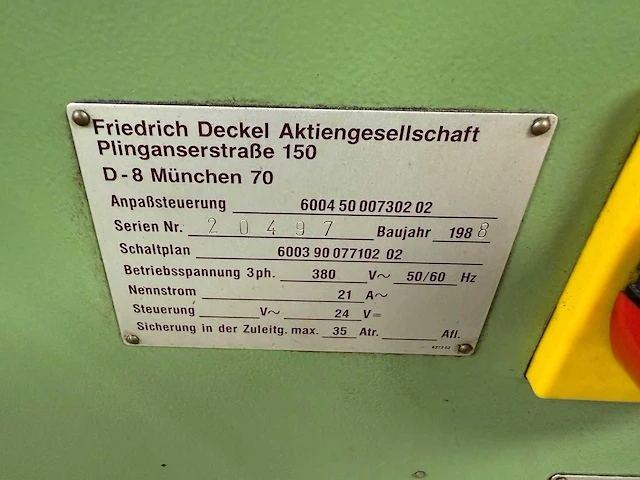 Friedrich Deckel Aktiengesellschaft
Plinganserstraße 150
D-8 München 70
Anpaßsteuerung 6004 50 007302 02
Serien Nr. 20497 Baujahr 1988
Schaltplan 6003 90 077102 02
Betriebsspannung 3ph. 380 V~ 50/60 Hz
Nennstrom 21 A~
Steuerung V~ 24 V=
Sicherung in der Zuleitg. max. 35 Atr. Afl.